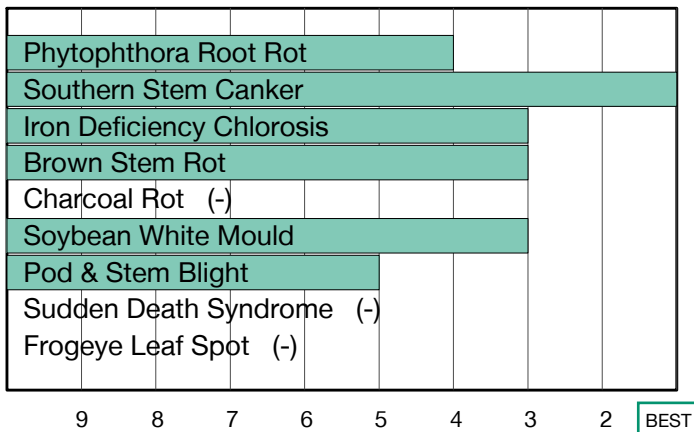 Phytophthora Root Rot
Southern Stem Canker
Iron Deficiency Chlorosis
Brown Stem Rot
Charcoal Rot (-)
Soybean White Mould
Pod & Stem Blight
Sudden Death Syndrome (-)
Frogeye Leaf Spot (-)
9 8 7 6 5 4 3 2 BEST